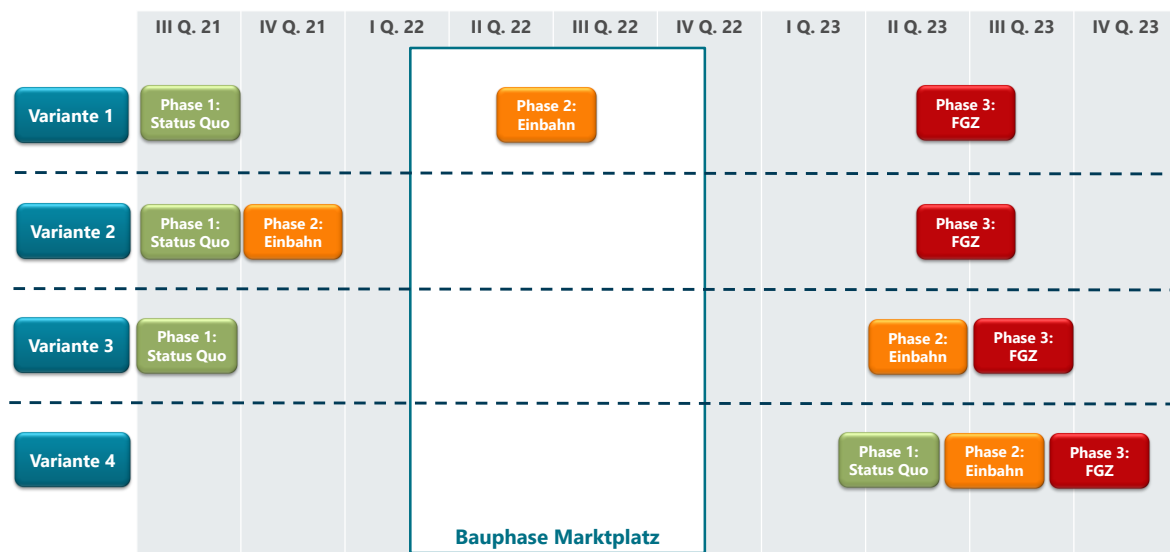 III Q. 21 IV Q. 21 I Q. 22 II Q. 22 III Q. 22 IV Q. 22 I Q. 23 II Q. 23 III Q. 23 IV Q. 23
Variante 1
Phase 1:
Status Quo
Phase 2:
Einbahn
Phase 3:
FGZ
Variante 2
Phase 1:
Status Quo
Phase 2:
Einbahn
Phase 3:
FGZ
Variante 3
Phase 1:
Status Quo
Phase 2:
Einbahn
Phase 3:
FGZ
Variante 4
Phase 1:
Status Quo
Phase 2:
Einbahn
Phase 3:
FGZ
Bauphase Marktplatz